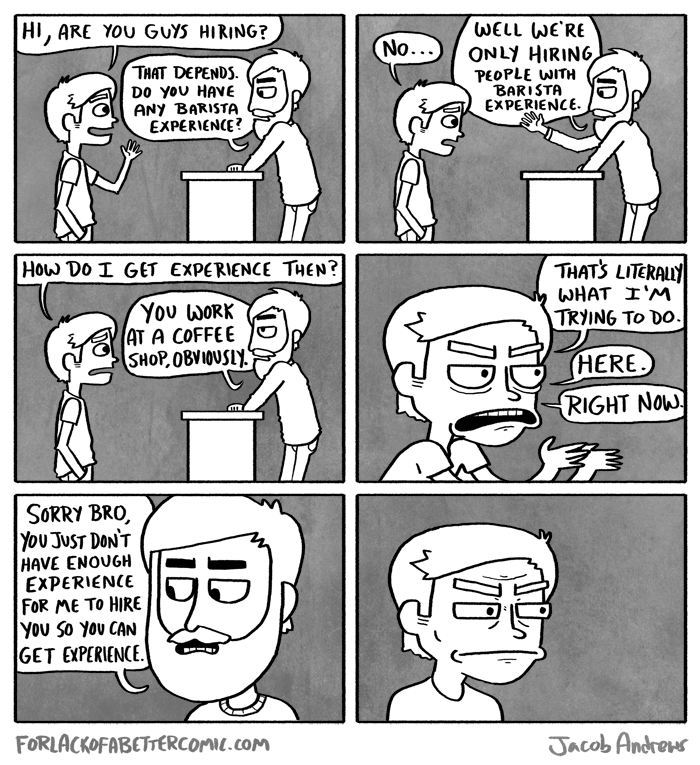 HI, ARE YOU GUYS HIRING?
THAT DEPENDS.
DO YOU HAVE
ANY BARISTA
EXPERIENCE?
NO...
WELL WE'RE
ONLY HIRING
PEOPLE WITH
BARISTA
EXPERIENCE.
HOW DO I GET EXPERIENCE THEN?
YOU WORK
AT A COFFEE
SHOP, OBVIOUSLY.
THAT'S LITERALLY
WHAT I'M
TRYING TO DO.
HERE.
RIGHT NOW.
SORRY BRO,
YOU JUST DON'T
HAVE ENOUGH
EXPERIENCE
FOR ME TO HIRE
YOU SO YOU CAN
GET EXPERIENCE.
FORLACKOFABETTERCOMIC.COM
Jacob Andrews